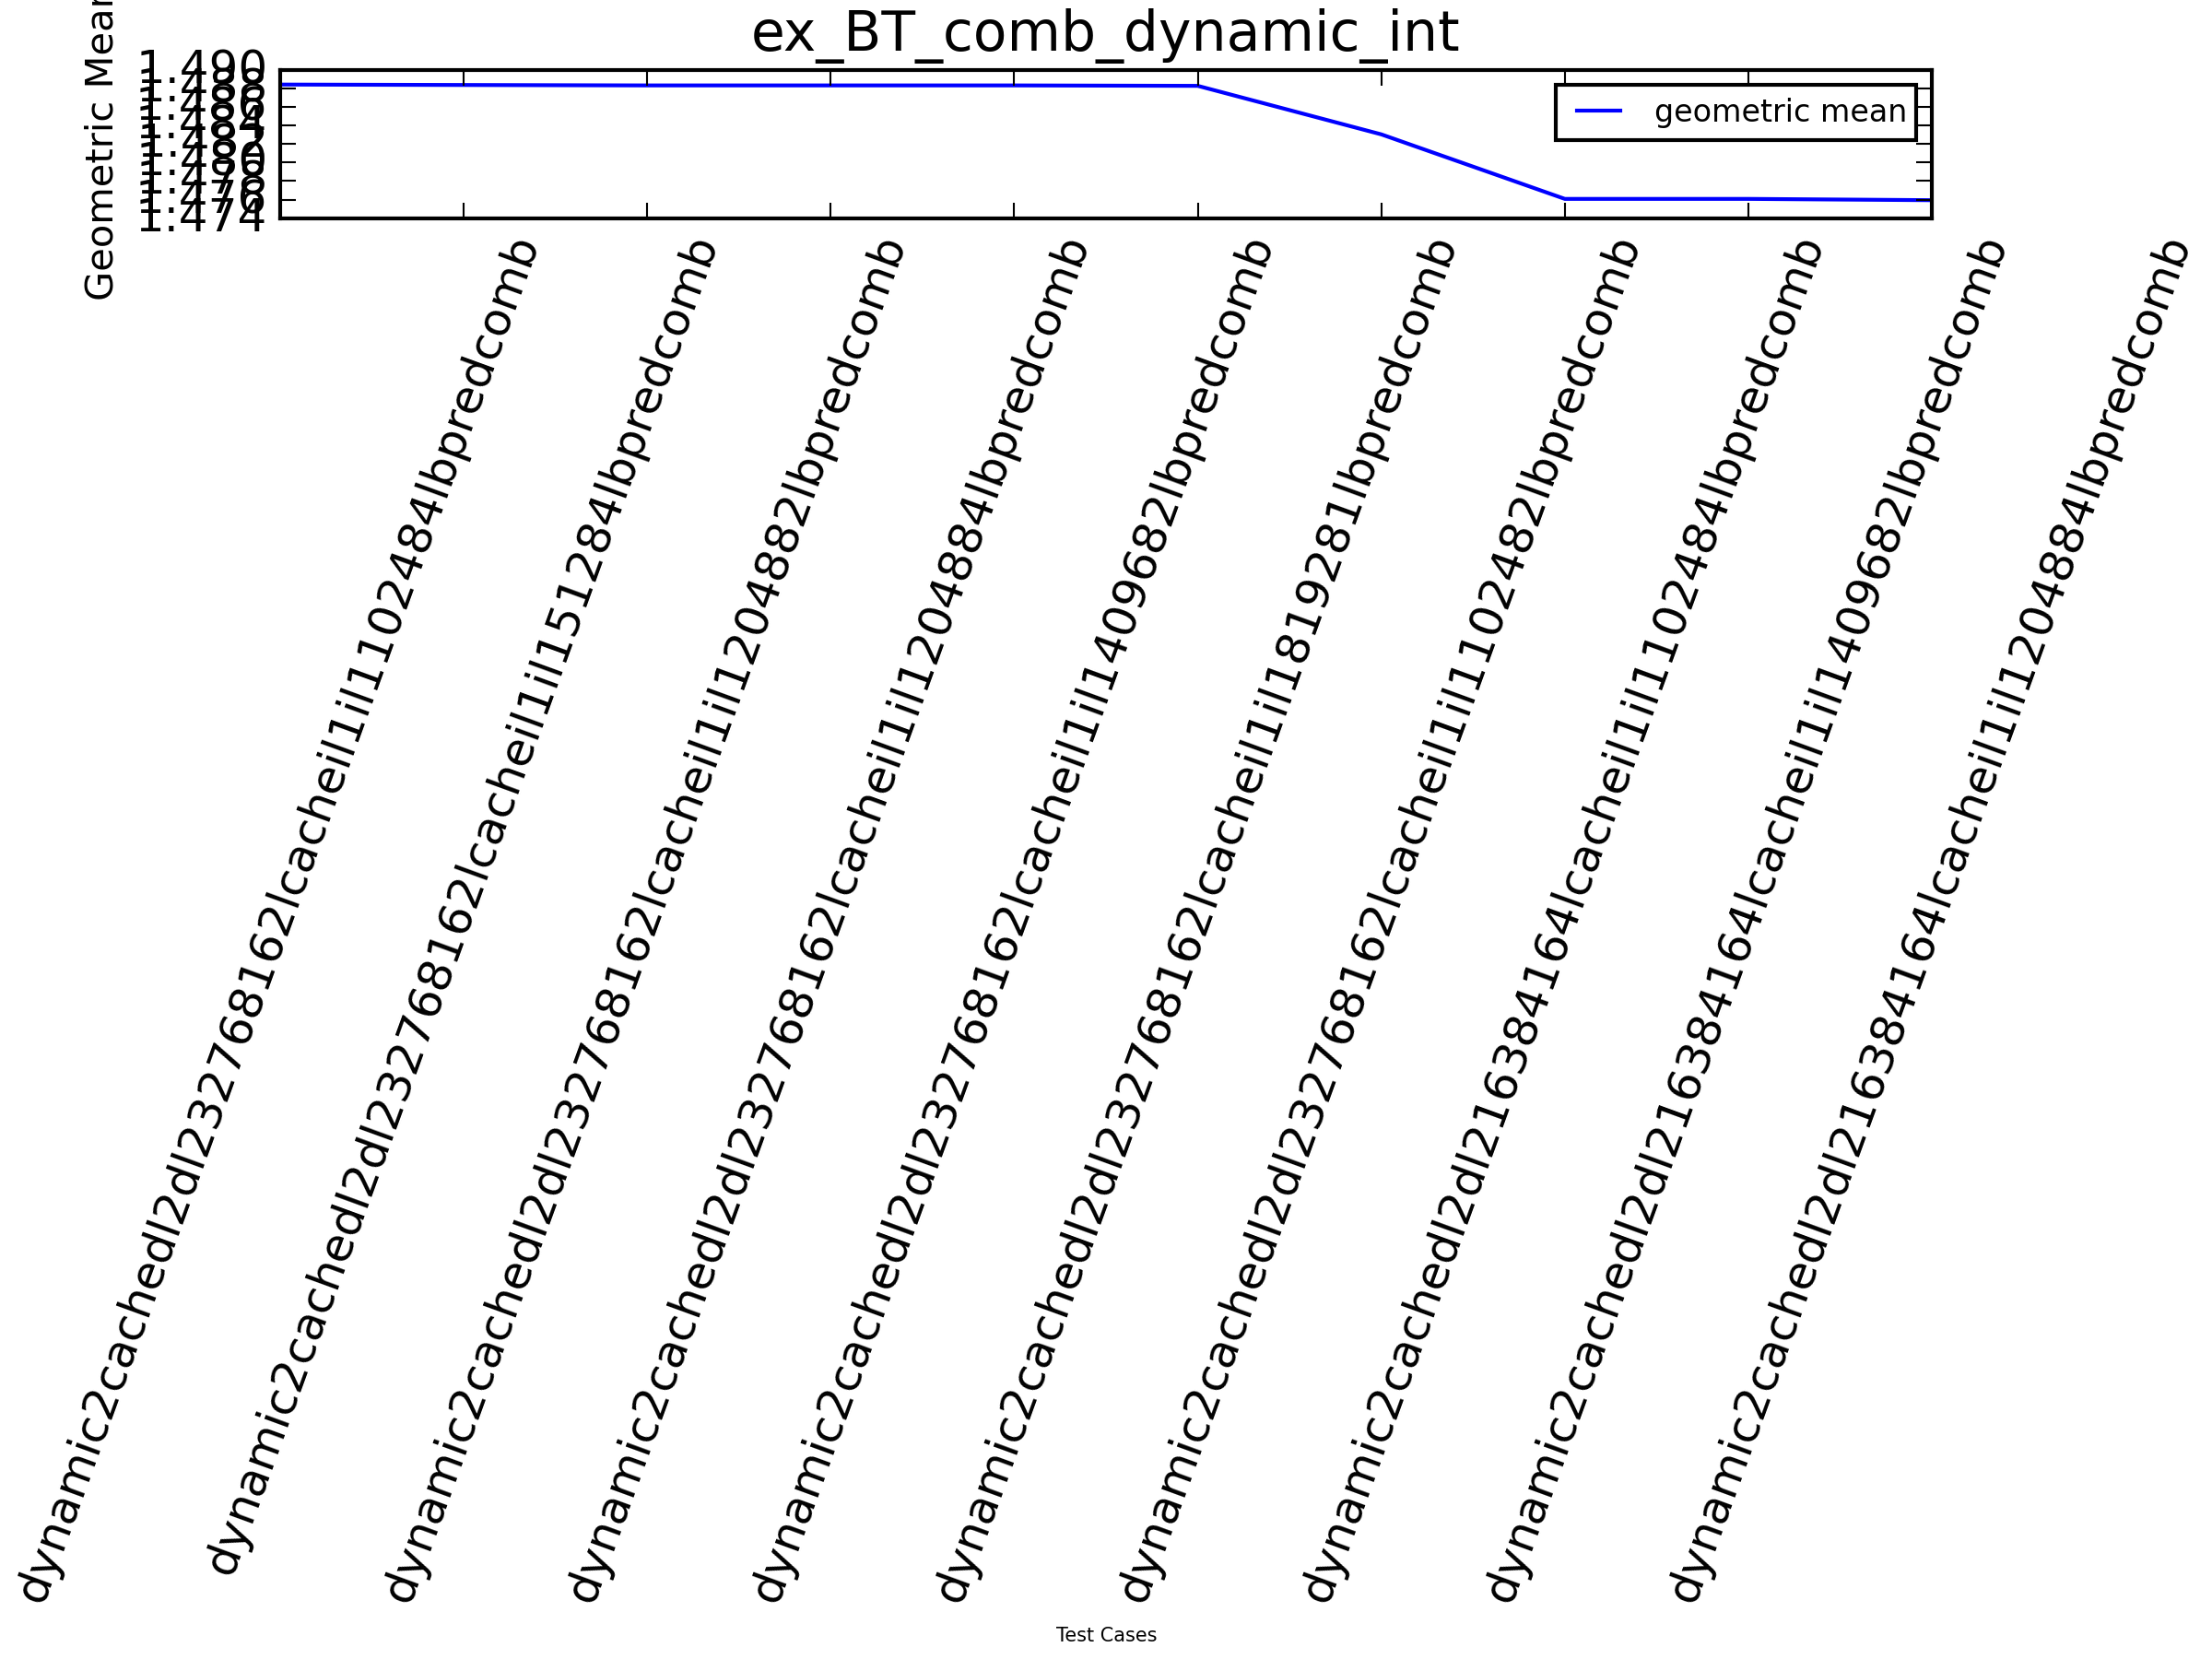 ex_BT_comb_dynamic_int
Geometric Mean
1.490
1.488
1.486
1.484
1.482
1.480
1.478
1.476
1.474
geometric mean
dynamic2cachedl2dl232768162lcacheil1il1102484lbpredcomb
dynamic2cachedl2dl232768162lcacheil1il151284lbpredcomb
dynamic2cachedl2dl232768162lcacheil1il1204882lbpredcomb
dynamic2cachedl2dl232768162lcacheil1il1204884lbpredcomb
dynamic2cachedl2dl232768162lcacheil1il1409682lbpredcomb
dynamic2cachedl2dl232768162lcacheil1il1819281lbpredcomb
dynamic2cachedl2dl232768162lcacheil1il1102482lbpredcomb
dynamic2cachedl2dl216384164lcacheil1il1102484lbpredcomb
dynamic2cachedl2dl216384164lcacheil1il1409682lbpredcomb
dynamic2cachedl2dl216384164lcacheil1il1204884lbpredcomb
Test Cases